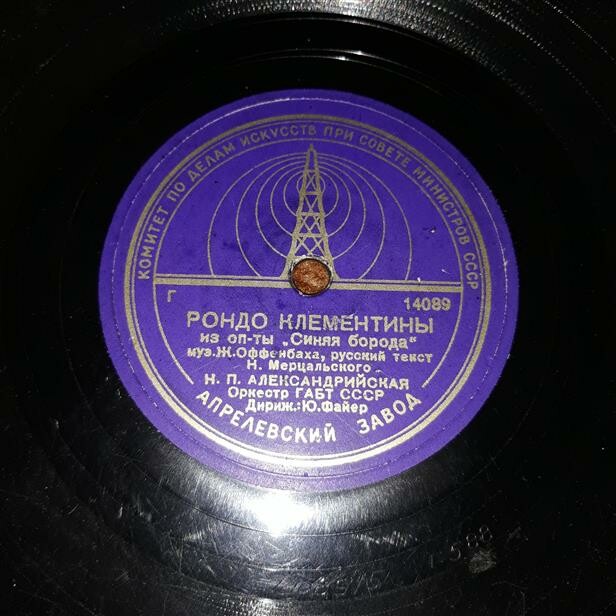 КОМИТЕТ ПО ДЕЛАМ ИСКУССТВ ПРИ СОВЕТЕ МИНИСТРОВ СССР
Г
14089
РОНДО КЛЕМЕНТИНЫ
из оп-ты „Синяя борода“
муз.Ж.Оффенбаха, русский текст
Н. Мерцальского
Н. П. АЛЕКСАНДРИЙСКАЯ
Оркестр ГАБТ СССР
Дириж.:Ю.Файер
АПРЕЛЕВСКИЙ ЗАВОД